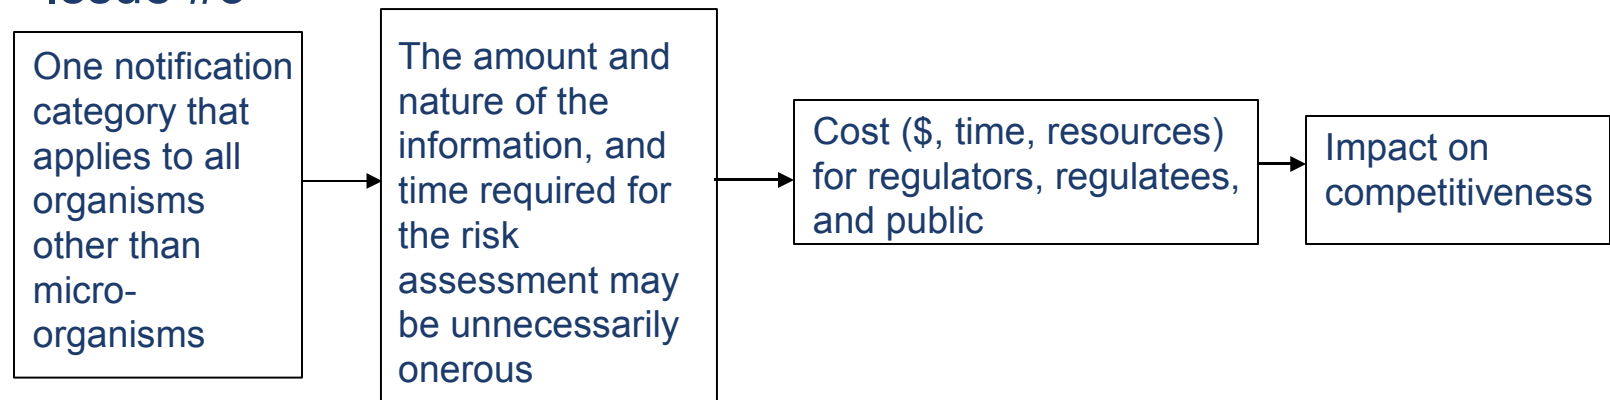 One notification
category that
applies to all
organisms
other than
micro-
organisms
The amount and
nature of the
information, and
time required for
the risk
assessment may
be unnecessarily
onerous
Cost ($, time, resources)
for regulators, regulatees,
and public
Impact on
competitiveness